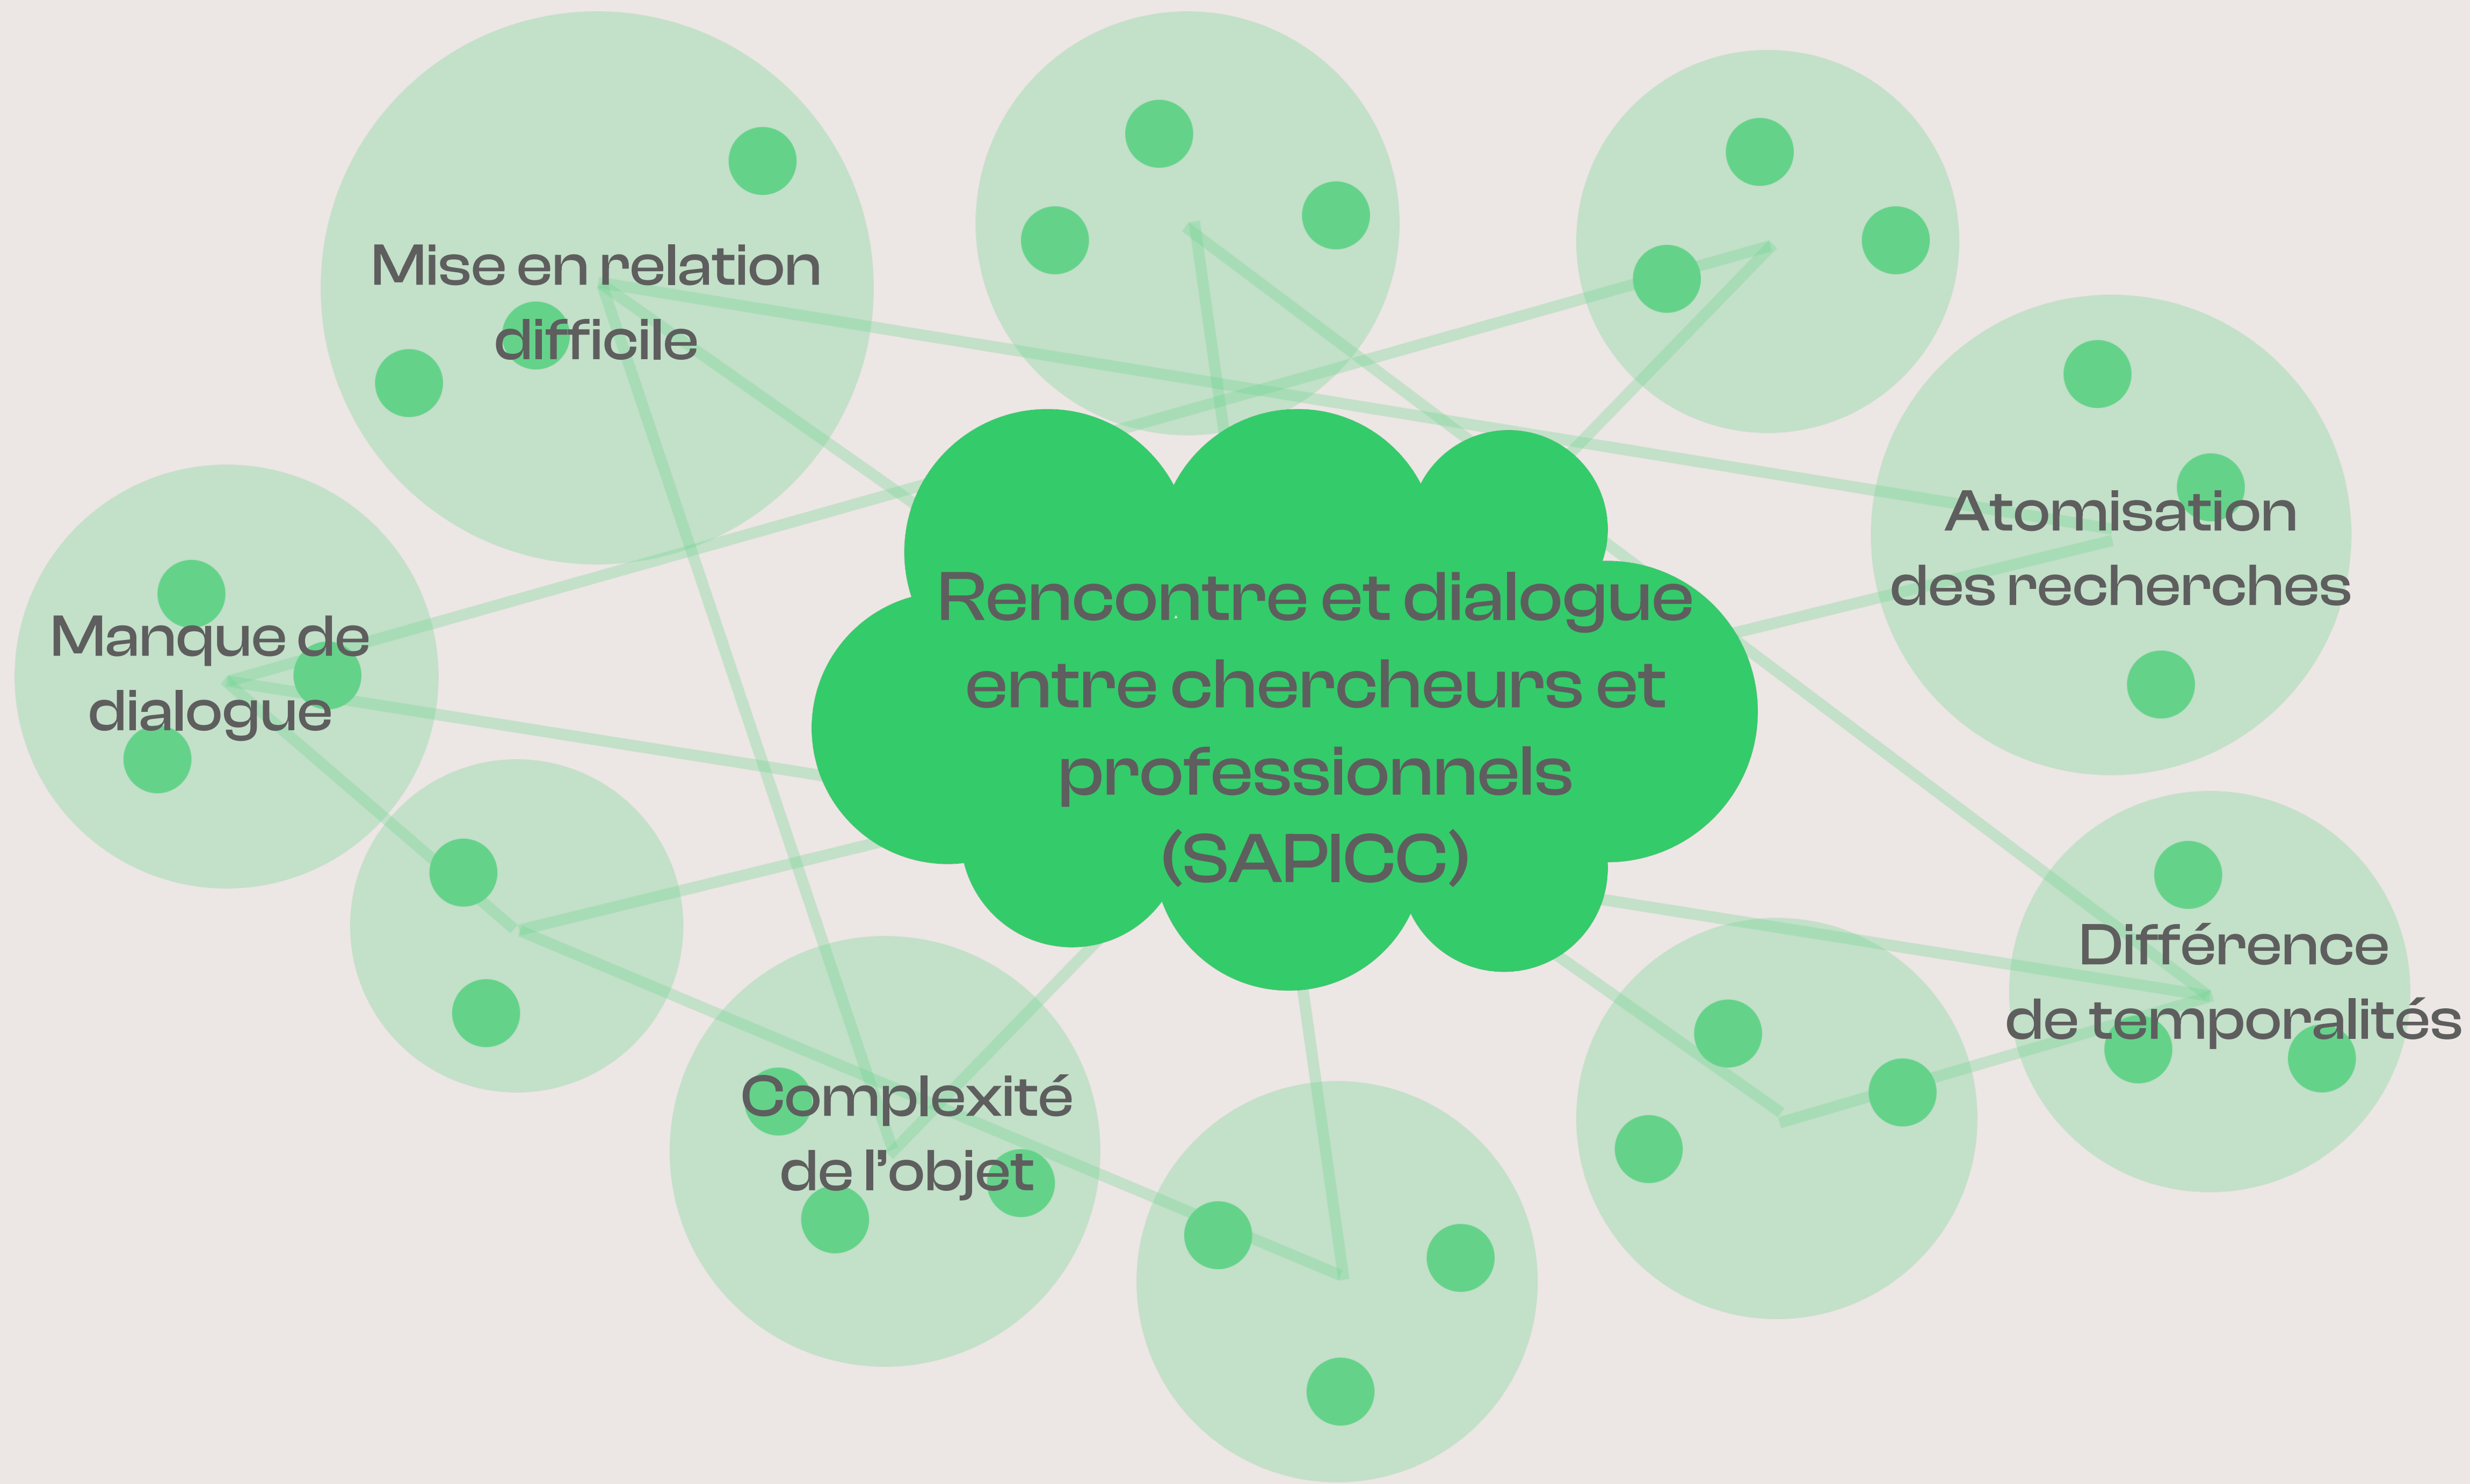 Mise en relation
difficile
Atomisation
des recherches
Manque de
dialogue
Rencontre et dialogue
entre chercheurs et
professionnels
(SAPICC)
Différence
de temporalités
Complexité
de l'objet